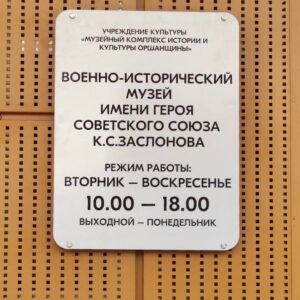 УЧРЕЖДЕНИЕ КУЛЬТУРЫ
«МУЗЕЙНЫЙ КОМПЛЕКС ИСТОРИИ И
КУЛЬТУРЫ ОРШАНЩИНЫ»
ВОЕННО-ИСТОРИЧЕСКИЙ
МУЗЕЙ
ИМЕНИ ГЕРОЯ
СОВЕТСКОГО СОЮЗА
К.С.ЗАСЛОНОВА
РЕЖИМ РАБОТЫ:
ВТОРНИК — ВОСКРЕСЕНЬЕ
10.00 — 18.00
ВЫХОДНОЙ — ПОНЕДЕЛЬНИК